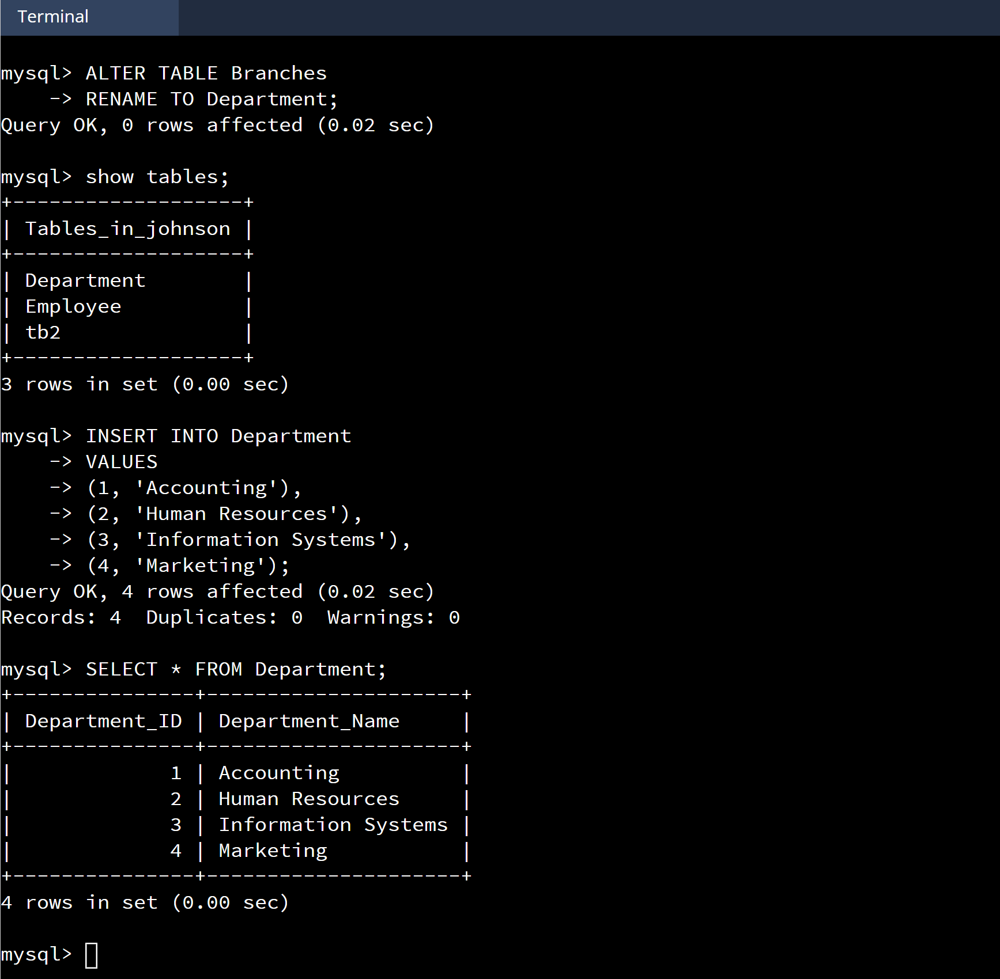 Terminal
mysql> ALTER TABLE Branches
    -> RENAME TO Department;
Query OK, 0 rows affected (0.02 sec)
mysql> show tables;
+-------------------+
| Tables_in_johnson |
+-------------------+
| Department        |
| Employee          |
| tb2               |
+-------------------+
3 rows in set (0.00 sec)
mysql> INSERT INTO Department
    -> VALUES
    -> (1, 'Accounting'),
    -> (2, 'Human Resources'),
    -> (3, 'Information Systems'),
    -> (4, 'Marketing');
Query OK, 4 rows affected (0.02 sec)
Records: 4  Duplicates: 0  Warnings: 0
mysql> SELECT * FROM Department;
+---------------+---------------------+
| Department_ID | Department_Name     |
+---------------+---------------------+
|             1 | Accounting          |
|             2 | Human Resources     |
|             3 | Information Systems |
|             4 | Marketing           |
+---------------+---------------------+
4 rows in set (0.00 sec)
mysql>